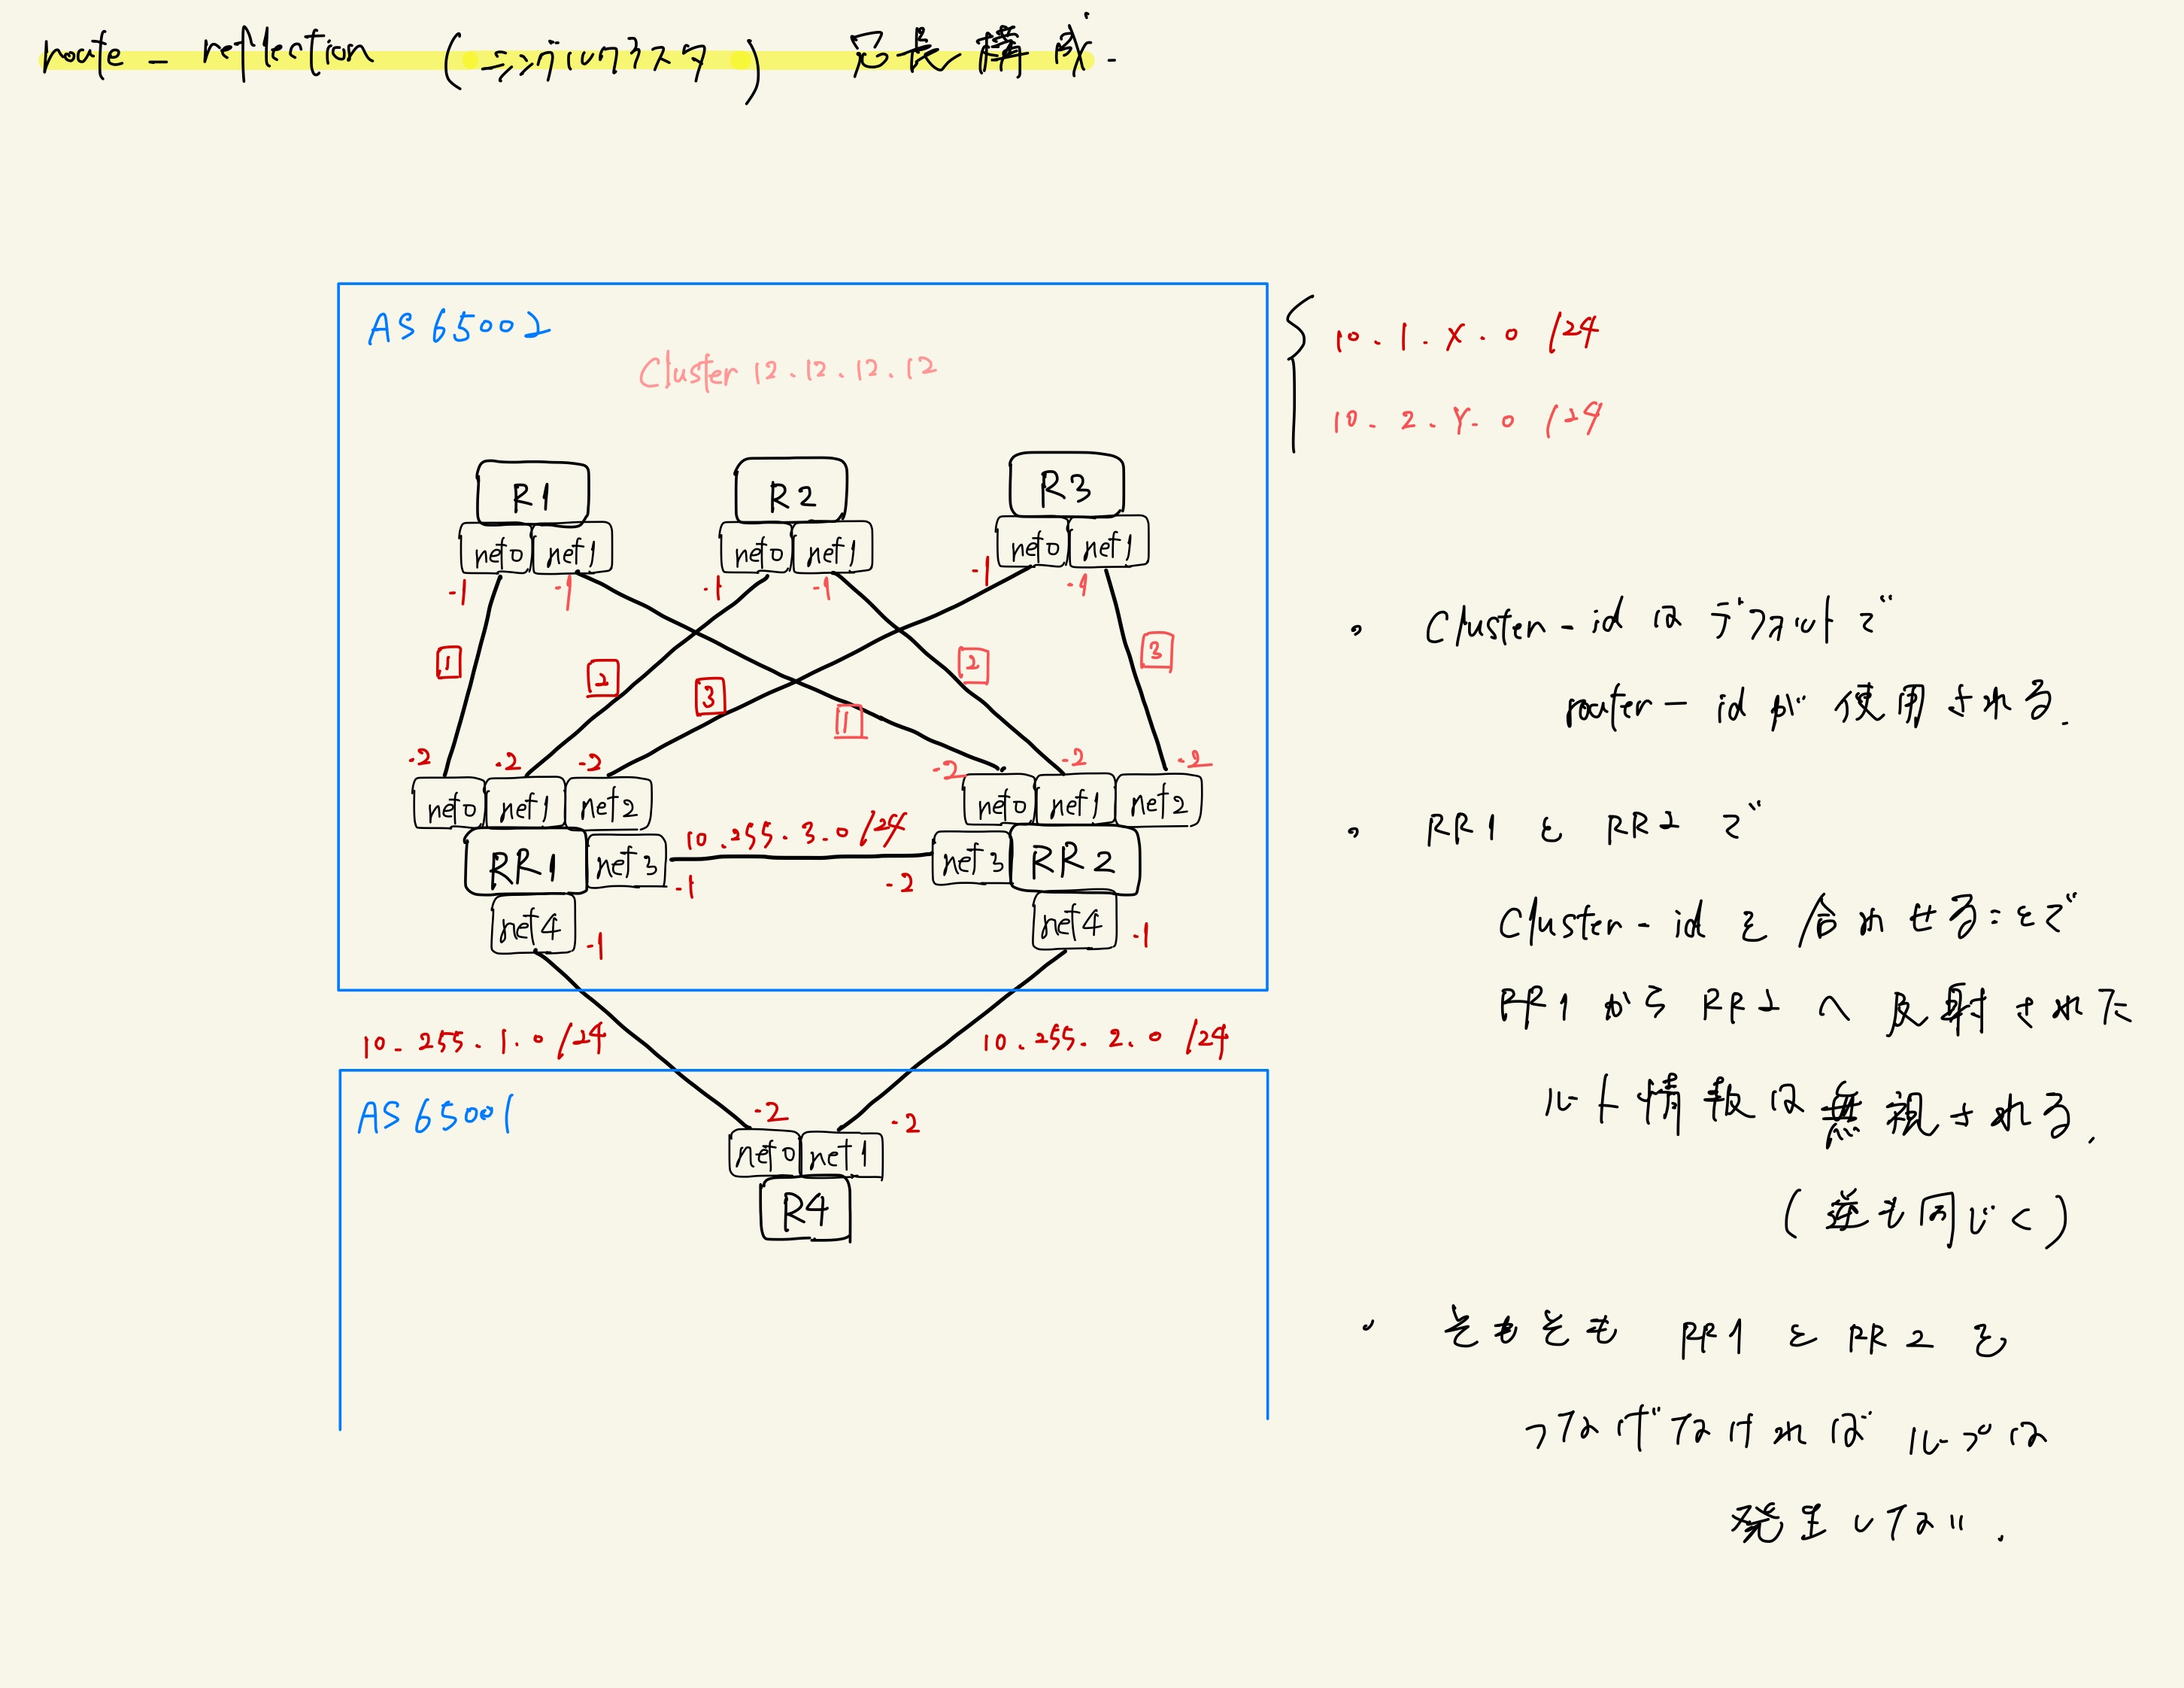 route - reflection (シングルクラスタ) 冗長構成.
AS 65002
Cluster 12.12.12.12
10.1.X.0 /24
10.2.Y.0 /24
R1
R2
R3
net0 net1
net0 net1
net0 net1
.1 .1
.1 .1
.1 .1
1
2
3
1
2
3
.2 .2 .2
.2 .2 .2
net0 net1 net2
net0 net1 net2
RR1 net3
10.255.3.0/24
.1 .2
net3 RR2
net4 .1
net4 .1
10.255.1.0/24
10.255.2.0/24
AS 65001
.2 .2
net0 net1
R4
・ Cluster-id は デフォルトで
router-id が 使用される.
・ RR1 と RR2 で
Cluster-id を 合わせることで
RR1 から RR2 へ 反射された
ルート情報は 無視される.
(逆も同じく)
・ そもそも RR1 と RR2 を
つなげなければ ループは
発生しない.